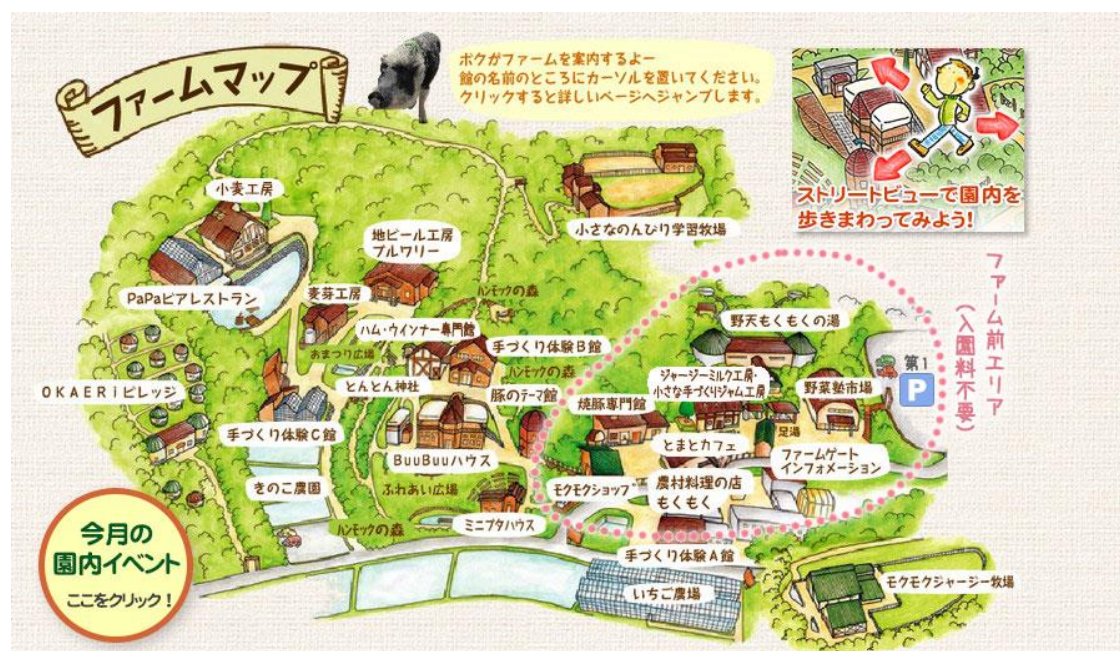 ファームマップ
ボクがファームを案内するよー
館の名前のところにカーソルを置いてください。
クリックすると詳しいページへジャンプします。
ストリートビューで園内を
歩きまわってみよう!
小麦工房
地ビール工房
ブルワリー
小さなのんびり学習牧場
PaPaビアレストラン
麦芽工房
ハンモックの森
ハム・ウインナー専門館
おまつり広場
手づくり体験B館
ハンモックの森
OKAERiビレッジ
とんとん神社
豚のテーマ館
手づくり体験C館
BuuBuuハウス
きのこ農園
ふれあい広場
ハンモックの森
ミニブタハウス
ファーム前エリア
(入園料不要)
野天もくもくの湯
第1
P
ジャージーミルク工房・
小さな手づくりジャム工房
野菜塾市場
焼豚専門館
足湯
とまとカフェ
ファームゲート
インフォメーション
モクモクショップ
農村料理の店
もくもく
手づくり体験A館
いちご農場
モクモクジャージー牧場
今月の
園内イベント
ここをクリック!